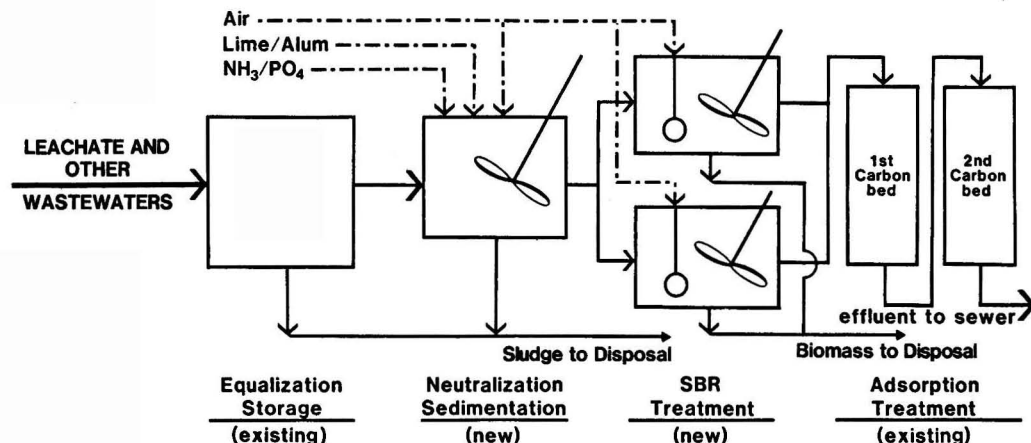 Air
Lime/Alum
NH₃/PO₄
LEACHATE AND
OTHER
WASTEWATERS
1st
Carbon
bed
2nd
Carbon
bed
effluent to sewer
Sludge to Disposal
Biomass to Disposal
Equalization
Storage
(existing)
Neutralization
Sedimentation
(new)
SBR
Treatment
(new)
Adsorption
Treatment
(existing)